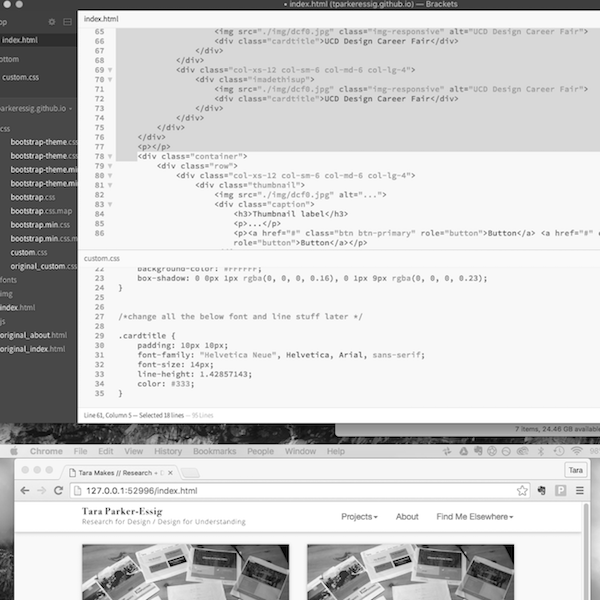 • index.html (tparkeressig.github.io) — Brackets
index.html
65 <img src="./img/dcf0.jpg" class="img-responsive" alt="UCD Design Career Fair">
66 <div class="cardtitle">UCD Design Career Fair</div>
67 </div>
68 </div>
69 <div class="col-xs-12 col-sm-6 col-md-6 col-lg-4">
70 <div class="imadethisup">
71 <img src="./img/dcf0.jpg" class="img-responsive" alt="UCD Design Career Fair">
72 <div class="cardtitle">UCD Design Career Fair</div>
73 </div>
74 </div>
75 </div>
76 </div>
77 <p></p>
78 <div class="container">
79 <div class="row">
80 <div class="col-xs-12 col-sm-6 col-md-6 col-lg-4">
81 <div class="thumbnail">
82 <img src="./img/dcf0.jpg" alt="...">
83 <div class="caption">
84 <h3>Thumbnail label</h3>
85 <p>...</p>
86 <p><a href="#" class="btn btn-primary" role="button">Button</a> <a href="#"
role="button">Button</a></p>
custom.css
22 background-color: #ffffff;
23 box-shadow: 0 0px 1px rgba(0, 0, 0, 0.16), 0 1px 9px rgba(0, 0, 0, 0.23);
24 }
25
26
27 /*change all the below font and line stuff later */
28
29 .cardtitle {
30 padding: 10px 10px;
31 font-family: "Helvetica Neue", Helvetica, Arial, sans-serif;
32 font-size: 14px;
33 line-height: 1.42857143;
34 color: #333;
35 }
Line 61, Column 5 — Selected 18 lines — 95 Lines
op
index.html
ottom
custom.css
parkeressig.github.io
css
bootstrap-theme.css
bootstrap-theme.min
bootstrap-theme.min
bootstrap.css
bootstrap.css.map
bootstrap.min.css
bootstrap.min.css.m
custom.css
original_custom.css
fonts
img
index.html
js
original_about.html
original_index.html
7 items, 24.46 GB available
Chrome File Edit View History Bookmarks People Window Help
Tara Makes // Research + D
Tara
127.0.0.1:52996/index.html
Tara Parker-Essig
Research for Design / Design for Understanding
Projects About Find Me Elsewhere